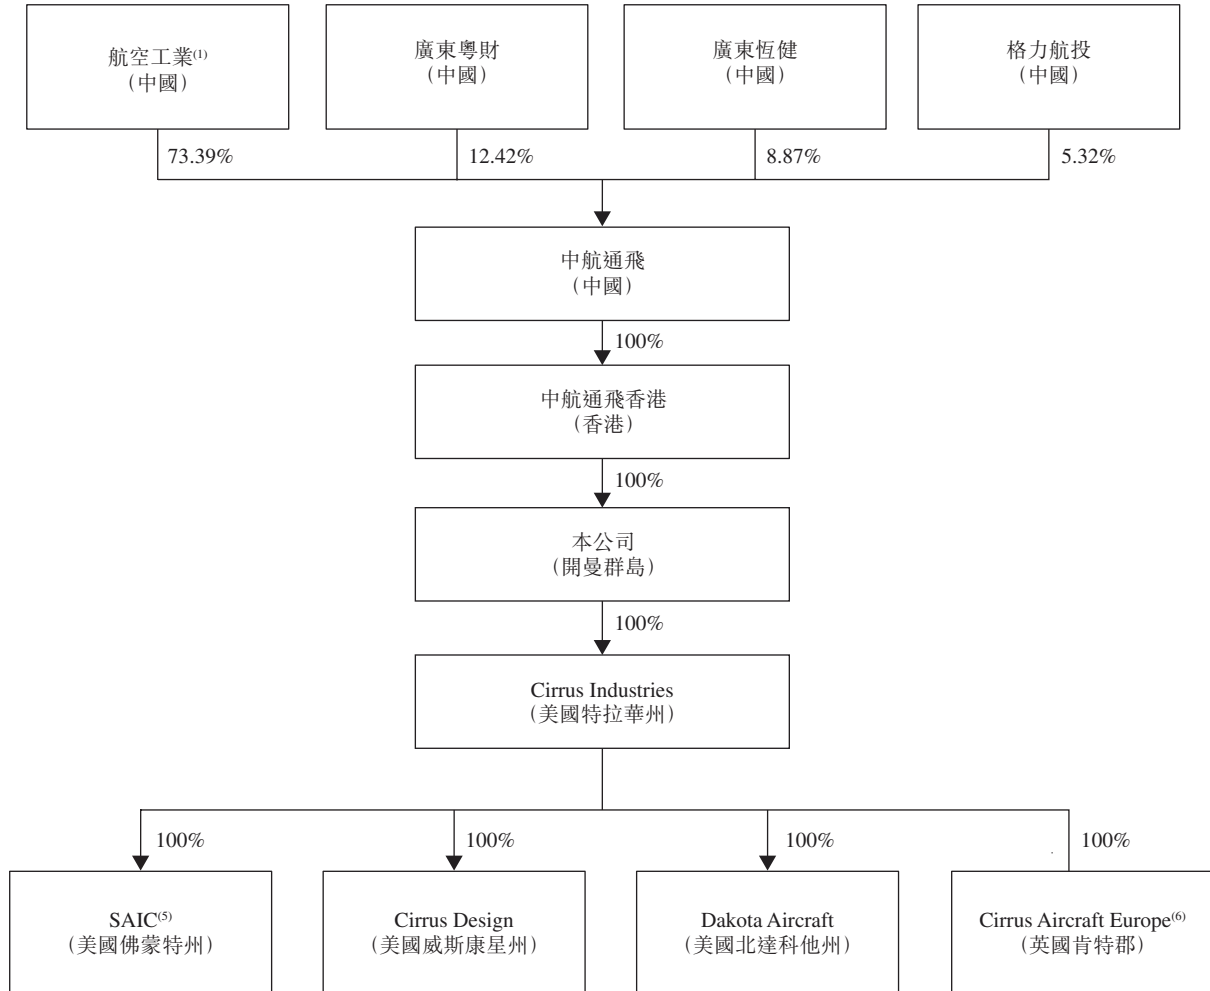 航空工業(1)
（中國）
廣東粵財
（中國）
廣東恆健
（中國）
格力航投
（中國）
73.39%
12.42%
8.87%
5.32%
中航通飛
（中國）
100%
中航通飛香港
（香港）
100%
本公司
（開曼群島）
100%
Cirrus Industries
（美國特拉華州）
100%
100%
100%
100%
SAIC(5)
（美國佛蒙特州）
Cirrus Design
（美國威斯康星州）
Dakota Aircraft
（美國北達科他州）
Cirrus Aircraft Europe(6)
（英國肯特郡）